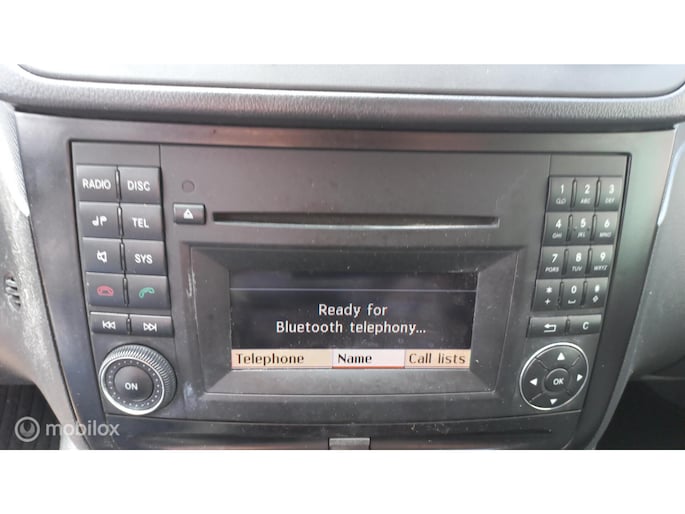 RADIO DISC
TEL
SYS
Ready for
Bluetooth telephony...
Telephone Name Call lists
ON
1 2 3
ABC DEF
4 5 6
GHI JKL MNO
7 8 9
PQRS TUV WXYZ
* 0 #
+
C
OK
mobilox